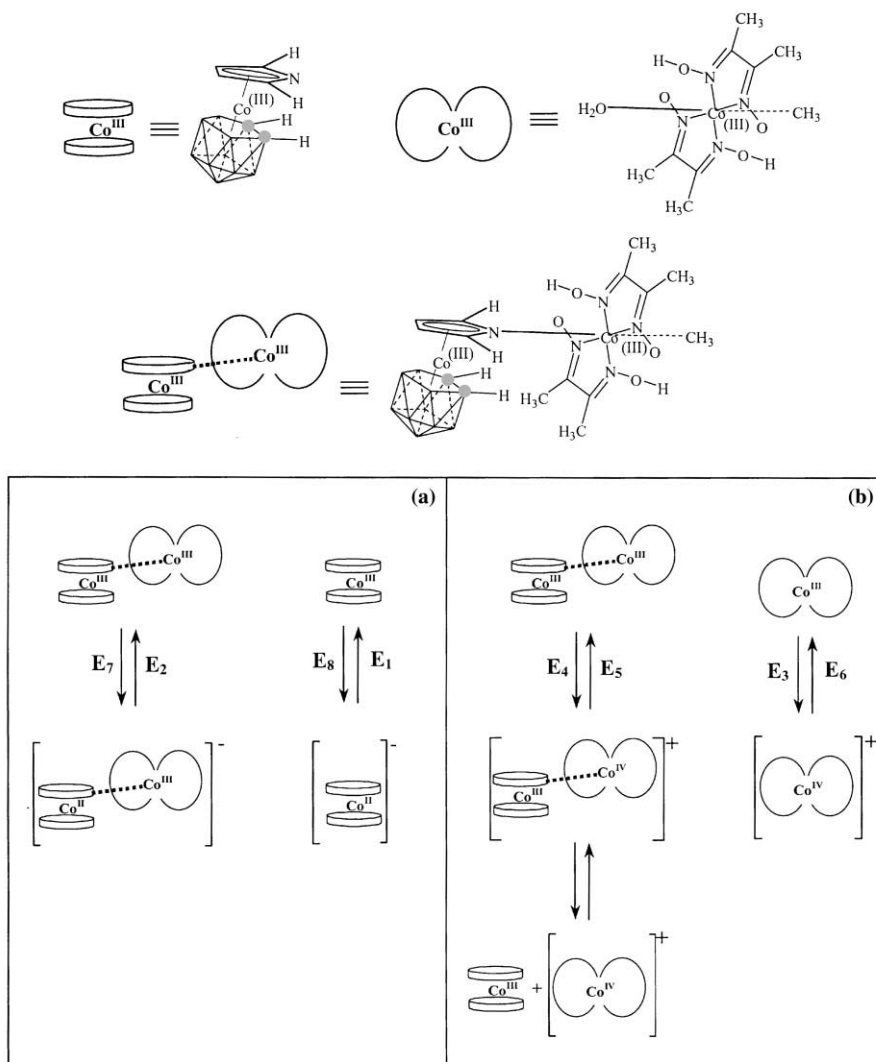 Co^III ≡
H
N
H
(III)
Co
H
H
Co^III ≡
CH₃
H₃C
CH₃
H
O
N
O
N
H₂O
Co
(III)
CH₃
N
O
N
O
H
H₃C
CH₃
Co^III
Co^III
≡
H
N
H
(III)
Co
H
H
CH₃
CH₃
H
O
N
O
N
Co
(III)
CH₃
N
O
N
O
H
H₃C
CH₃
(a)
Co^III
Co^III
E₇ E₂
Co^III
Co^II
-
Co^III
E₈ E₁
Co^II
-
(b)
Co^III
Co^III
E₄ E₅
Co^IV
Co^III
+
Co^III + Co^IV +
Co^III
E₃ E₆
Co^IV
+